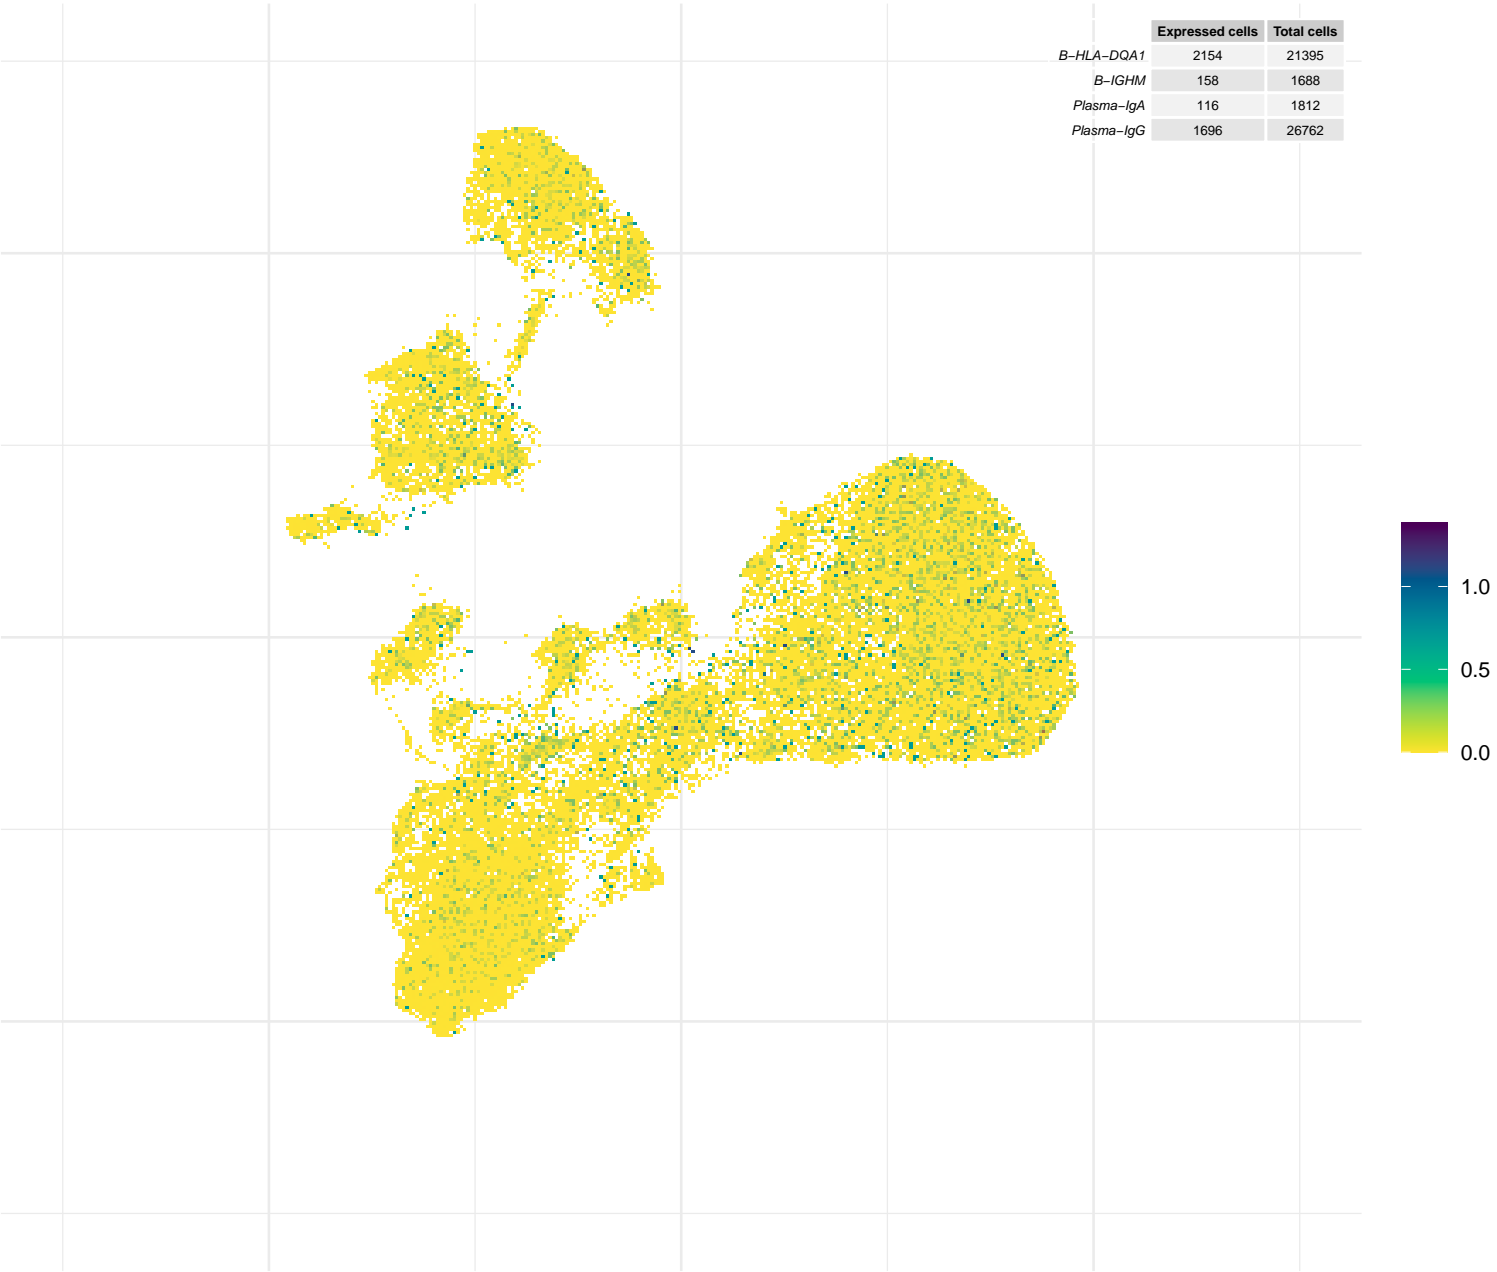 Expressed cells Total cells
B−HLA−DQA1 2154 21395
B−IGHM 158 1688
Plasma−IgA 116 1812
Plasma−IgG 1696 26762
1.0
0.5
0.0